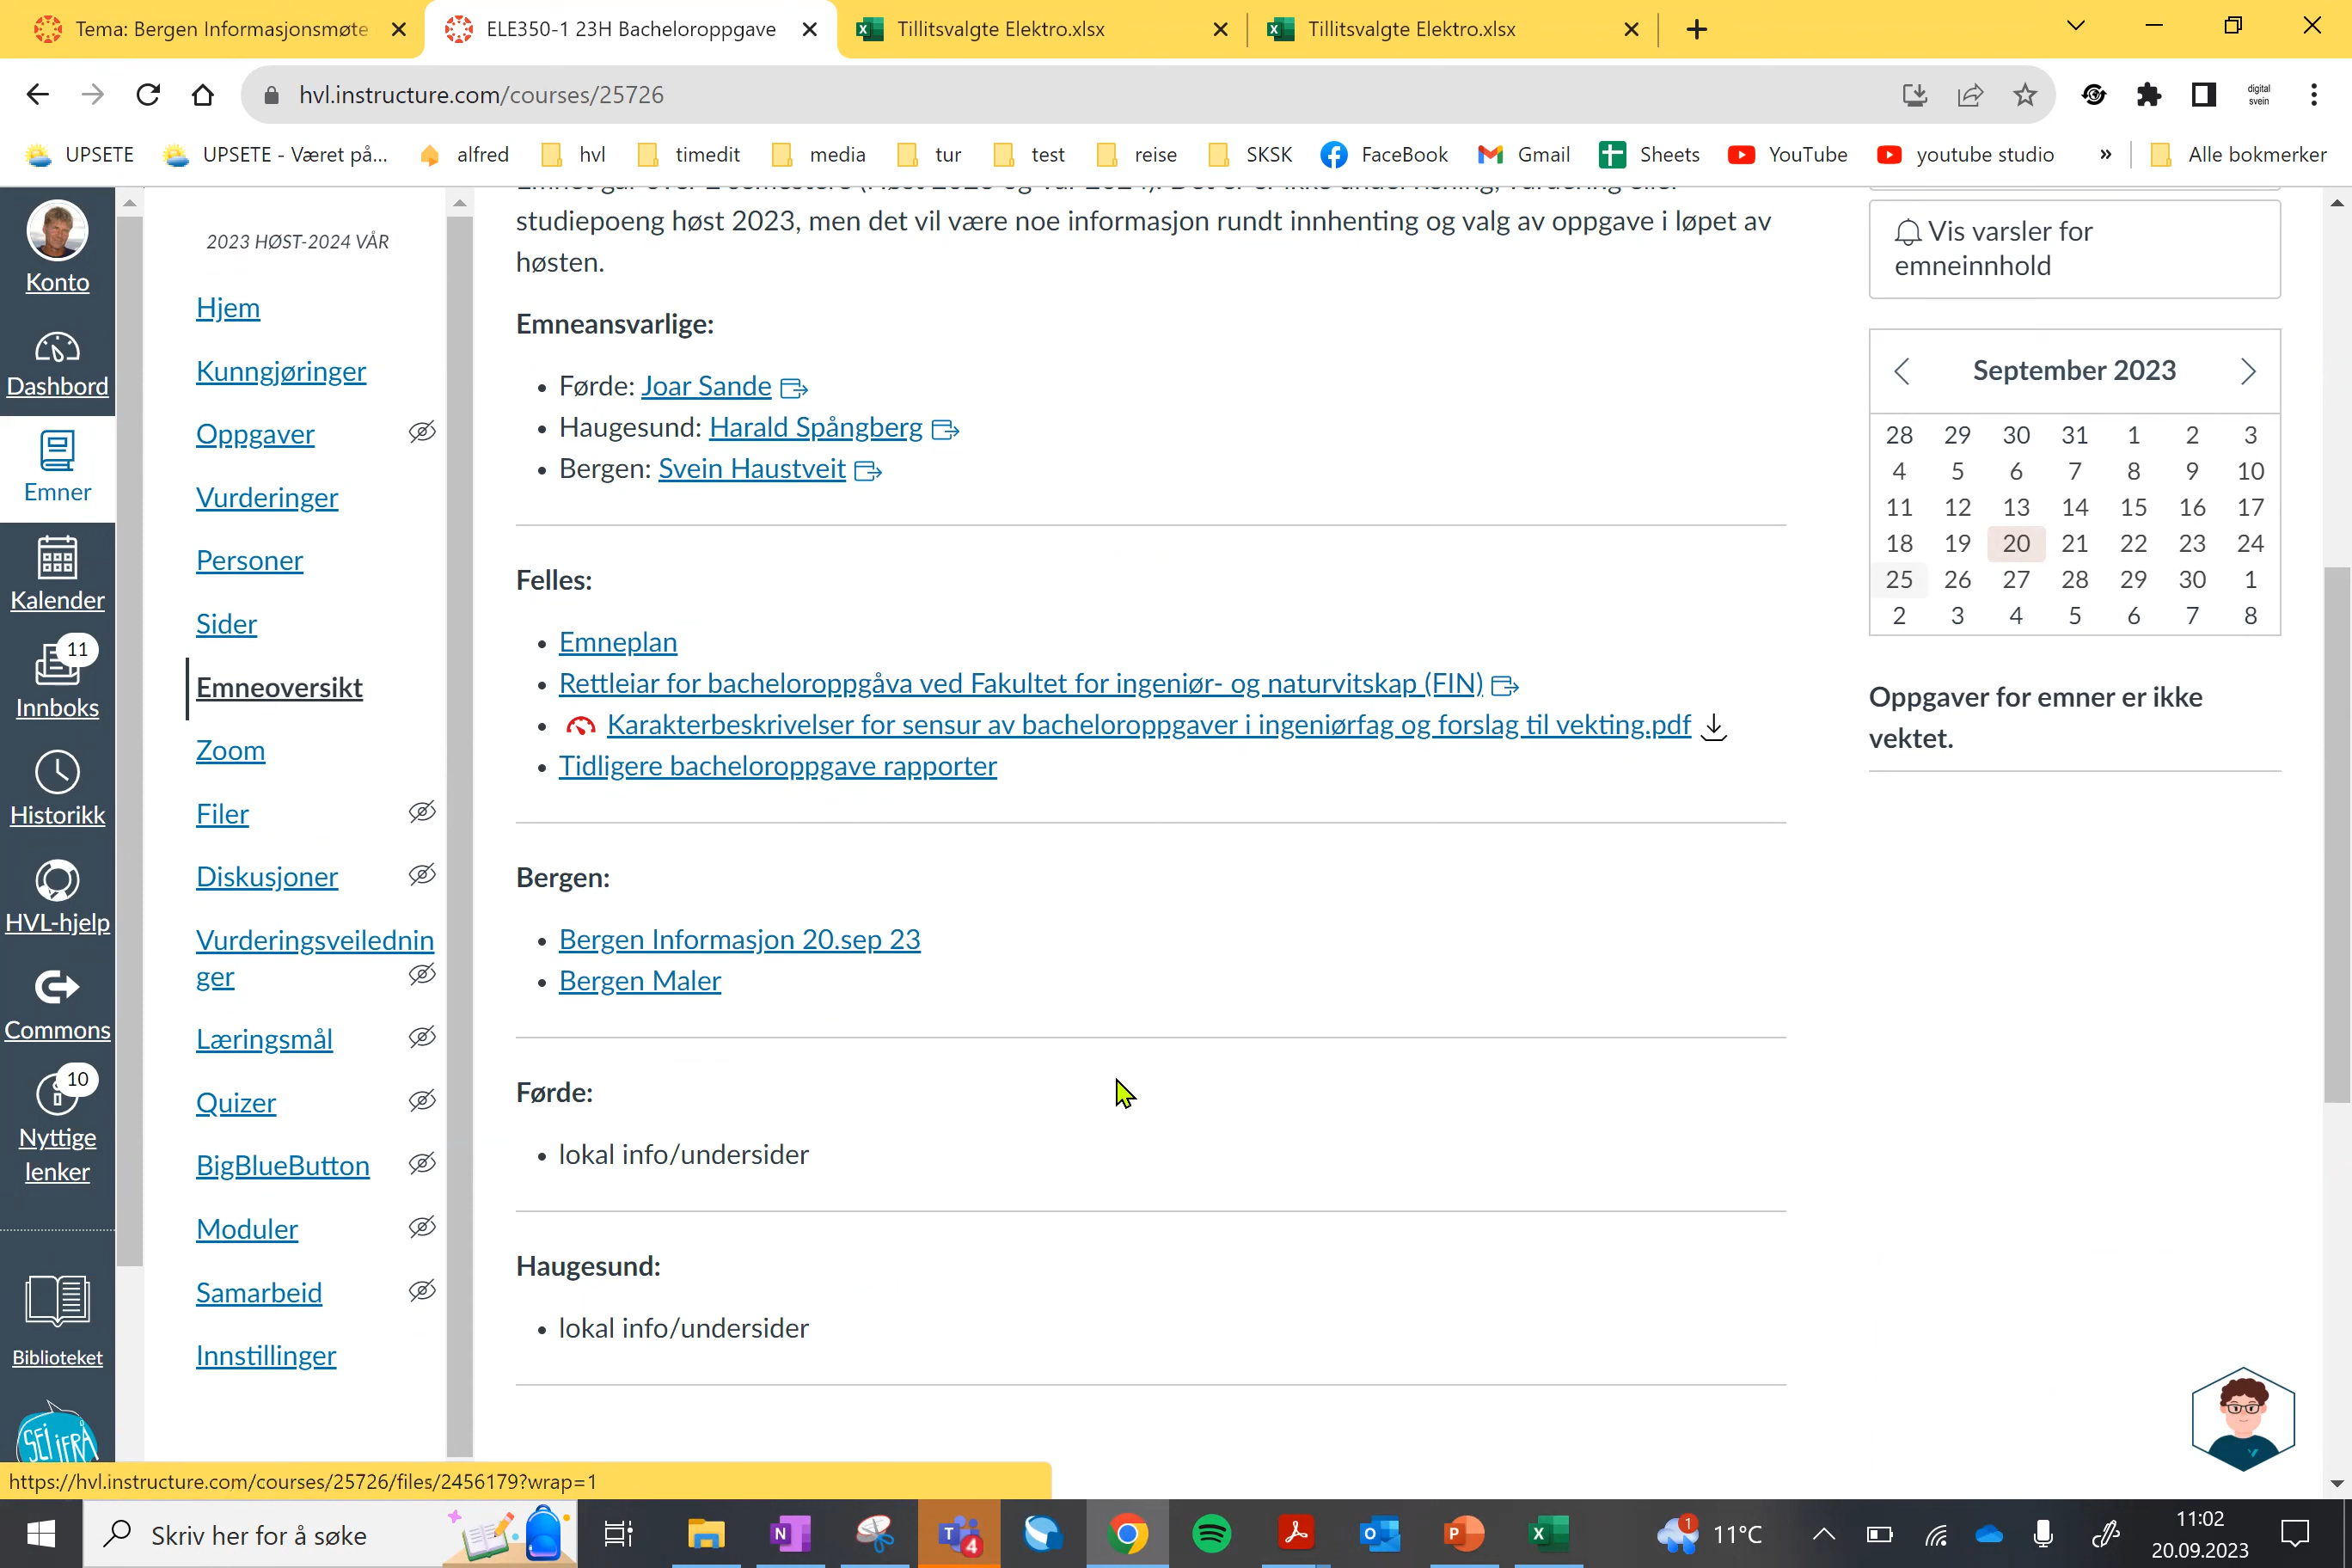 Tema: Bergen Informasjonsmøte
ELE350-1 23H Bacheloroppgave
Tillitsvalgte Elektro.xlsx
Tillitsvalgte Elektro.xlsx
hvl.instructure.com/courses/25726
digital
svein
UPSETE
UPSETE - Været på...
alfred
hvl
timedit
media
tur
test
reise
SKSK
FaceBook
Gmail
Sheets
YouTube
youtube studio
»
Alle bokmerker
Konto
Dashbord
Emner
Kalender
11
Innboks
Historikk
HVL-hjelp
Commons
10
Nyttige
lenker
Biblioteket
SEI IFRÅ
2023 HØST-2024 VÅR
Hjem
Kunngjøringer
Oppgaver
Vurderinger
Personer
Sider
Emneoversikt
Zoom
Filer
Diskusjoner
Vurderingsveilednin
ger
Læringsmål
Quizer
BigBlueButton
Moduler
Samarbeid
Innstillinger
studiepoeng høst 2023, men det vil være noe informasjon rundt innhenting og valg av oppgave i løpet av
høsten.
Emneansvarlige:
• Førde: Joar Sande
• Haugesund: Harald Spångberg
• Bergen: Svein Haustveit
Felles:
• Emneplan
• Rettleiar for bacheloroppgåva ved Fakultet for ingeniør- og naturvitskap (FIN)
• Karakterbeskrivelser for sensur av bacheloroppgaver i ingeniørfag og forslag til vekting.pdf
• Tidligere bacheloroppgave rapporter
Bergen:
• Bergen Informasjon 20.sep 23
• Bergen Maler
Førde:
• lokal info/undersider
Haugesund:
• lokal info/undersider
Vis varsler for
emneinnhold
September 2023
28 29 30 31 1 2 3
4 5 6 7 8 9 10
11 12 13 14 15 16 17
18 19 20 21 22 23 24
25 26 27 28 29 30 1
2 3 4 5 6 7 8
Oppgaver for emner er ikke
vektet.
https://hvl.instructure.com/courses/25726/files/2456179?wrap=1
Skriv her for å søke
4
1
11°C
11:02
20.09.2023